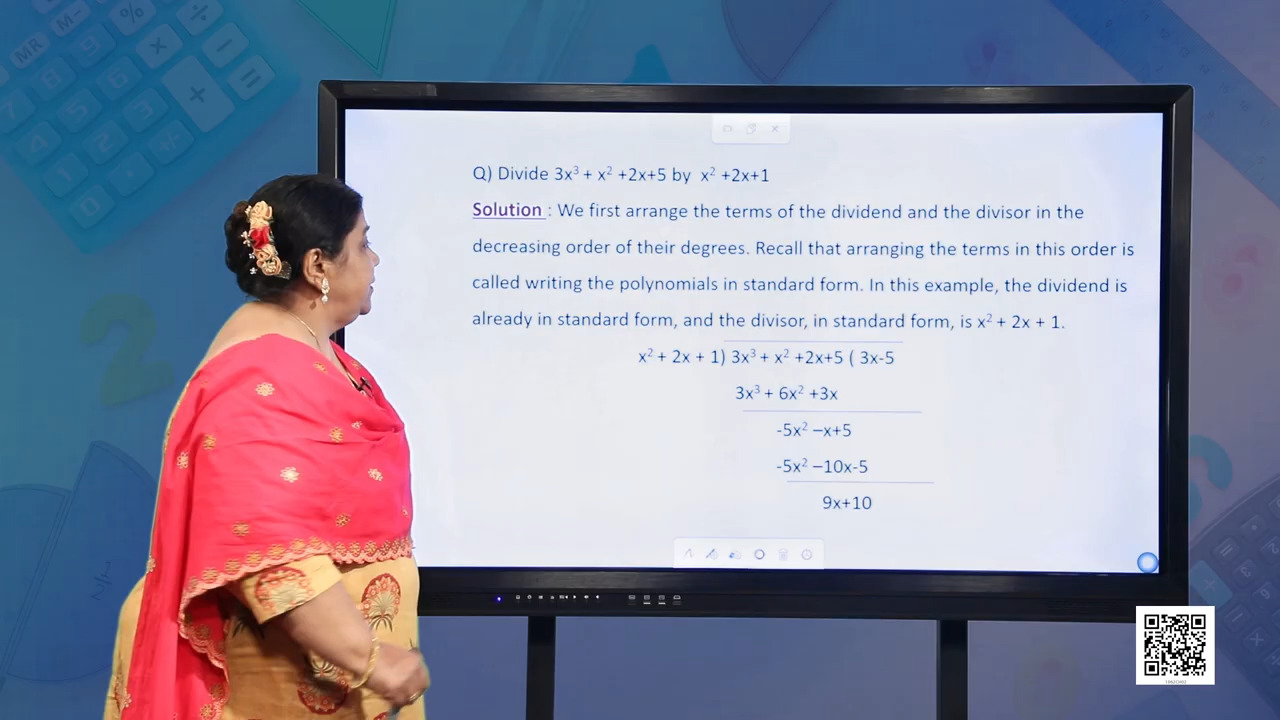 Q) Divide 3x³ + x² +2x+5 by x² +2x+1
Solution : We first arrange the terms of the dividend and the divisor in the
decreasing order of their degrees. Recall that arranging the terms in this order is
called writing the polynomials in standard form. In this example, the dividend is
already in standard form, and the divisor, in standard form, is x² + 2x + 1.
x² + 2x + 1) 3x³ + x² +2x+5 ( 3x-5
3x³ + 6x² +3x
-5x² –x+5
-5x² –10x-5
9x+10